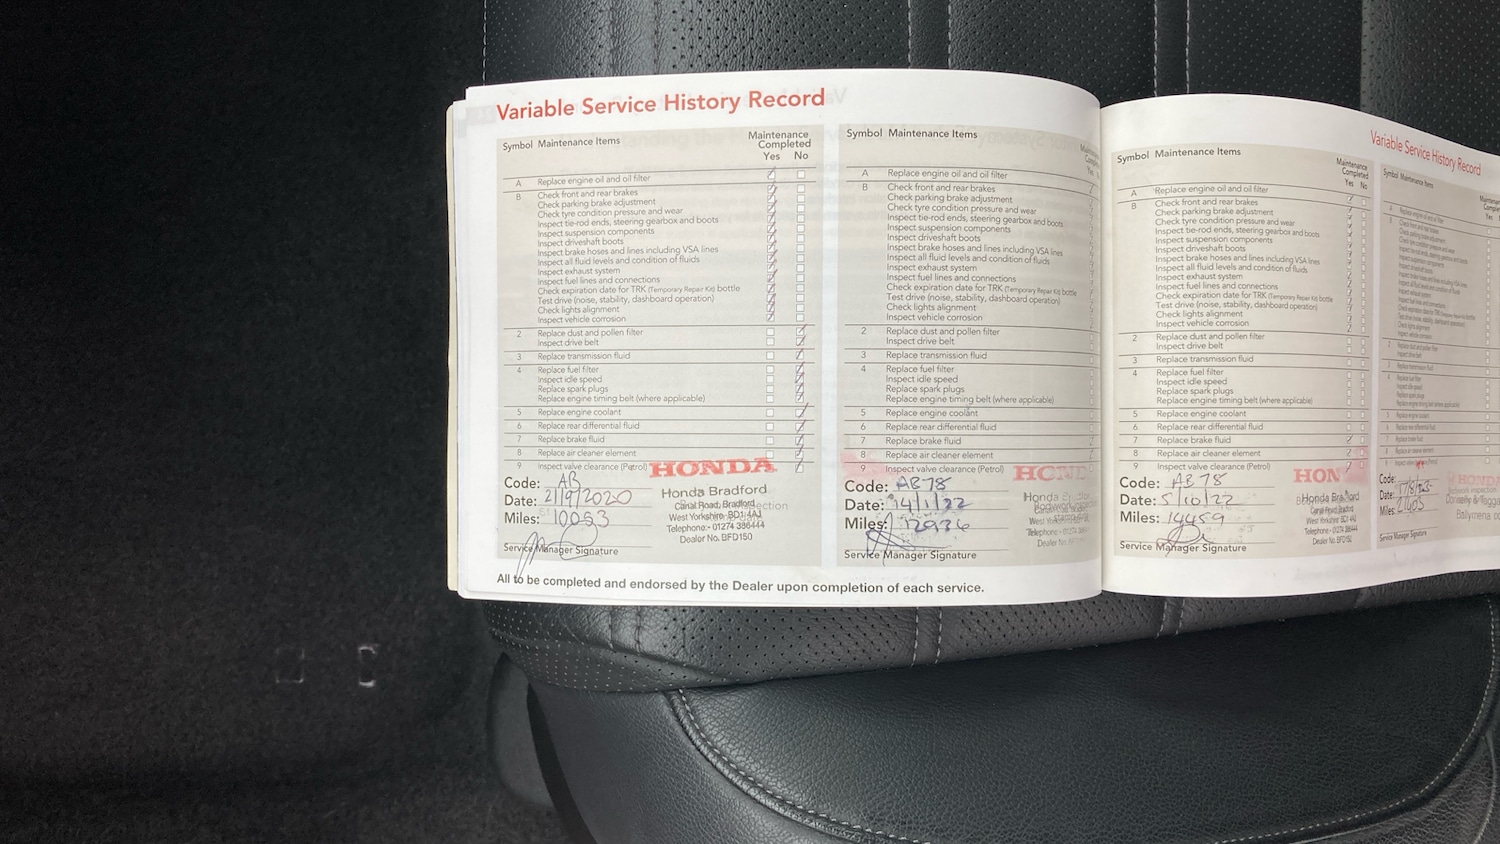 Variable Service History Record
Symbol Maintenance Items
Maintenance
Completed
Yes No
A Replace engine oil and oil filter
B Check front and rear brakes
Check parking brake adjustment
Check tyre condition pressure and wear
Inspect tie-rod ends, steering gearbox and boots
Inspect suspension components
Inspect driveshaft boots
Inspect brake hoses and lines including VSA lines
Inspect all fluid levels and condition of fluids
Inspect exhaust system
Inspect fuel lines and connections
Check expiration date for TRK (Temporary Repair Kit) bottle
Test drive (noise, stability, dashboard operation)
Check lights alignment
Inspect vehicle corrosion
2 Replace dust and pollen filter
Inspect drive belt
3 Replace transmission fluid
4 Replace fuel filter
Inspect idle speed
Replace spark plugs
Replace engine timing belt (where applicable)
5 Replace engine coolant
6 Replace rear differential fluid
7 Replace brake fluid
8 Replace air cleaner element
9 Inspect valve clearance (Petrol)
HONDA
Code: AB
Date: 21/9/2020
Miles: 10053
Honda Bradford
Canal Road, Bradford
West Yorkshire. BD1 4AJ
Telephone:- 01274 386444
Dealer No. BFD150
Service Manager Signature
Symbol Maintenance Items
A Replace engine oil and oil filter
B Check front and rear brakes
Check parking brake adjustment
Check tyre condition pressure and wear
Inspect tie-rod ends, steering gearbox and boots
Inspect suspension components
Inspect driveshaft boots
Inspect brake hoses and lines including VSA lines
Inspect all fluid levels and condition of fluids
Inspect exhaust system
Inspect fuel lines and connections
Check expiration date for TRK (Temporary Repair Kit) bottle
Test drive (noise, stability, dashboard operation)
Check lights alignment
Inspect vehicle corrosion
2 Replace dust and pollen filter
Inspect drive belt
3 Replace transmission fluid
4 Replace fuel filter
Inspect idle speed
Replace spark plugs
Replace engine timing belt (where applicable)
5 Replace engine coolant
6 Replace rear differential fluid
7 Replace brake fluid
8 Replace air cleaner element
9 Inspect valve clearance (Petrol)
Code: AB78
Date: 14/1/22
Miles: 12936
Honda
Service Manager Signature
All to be completed and endorsed by the Dealer upon completion of each service.
Symbol Maintenance Items
Maintenance
Completed
Yes No
A Replace engine oil and oil filter
B Check front and rear brakes
Check parking brake adjustment
Check tyre condition pressure and wear
Inspect tie-rod ends, steering gearbox and boots
Inspect suspension components
Inspect driveshaft boots
Inspect brake hoses and lines including VSA lines
Inspect all fluid levels and condition of fluids
Inspect exhaust system
Inspect fuel lines and connections
Check expiration date for TRK (Temporary Repair Kit) bottle
Test drive (noise, stability, dashboard operation)
Check lights alignment
Inspect vehicle corrosion
2 Replace dust and pollen filter
Inspect drive belt
3 Replace transmission fluid
4 Replace fuel filter
Inspect idle speed
Replace spark plugs
Replace engine timing belt (where applicable)
5 Replace engine coolant
6 Replace rear differential fluid
7 Replace brake fluid
8 Replace air cleaner element
9 Inspect valve clearance (Petrol)
HON
Code: AB78
Date: 5/10/22
Miles: 14459
Honda Bradford
Canal Road, Bradford
West Yorkshire BD1 4AJ
Telephone:- 01274 386444
Dealer No. BFD150
Service Manager Signature
Variable Service History Record
Symbol Maintenance Items
Code:
Date:
Miles:
Service Manager Signature